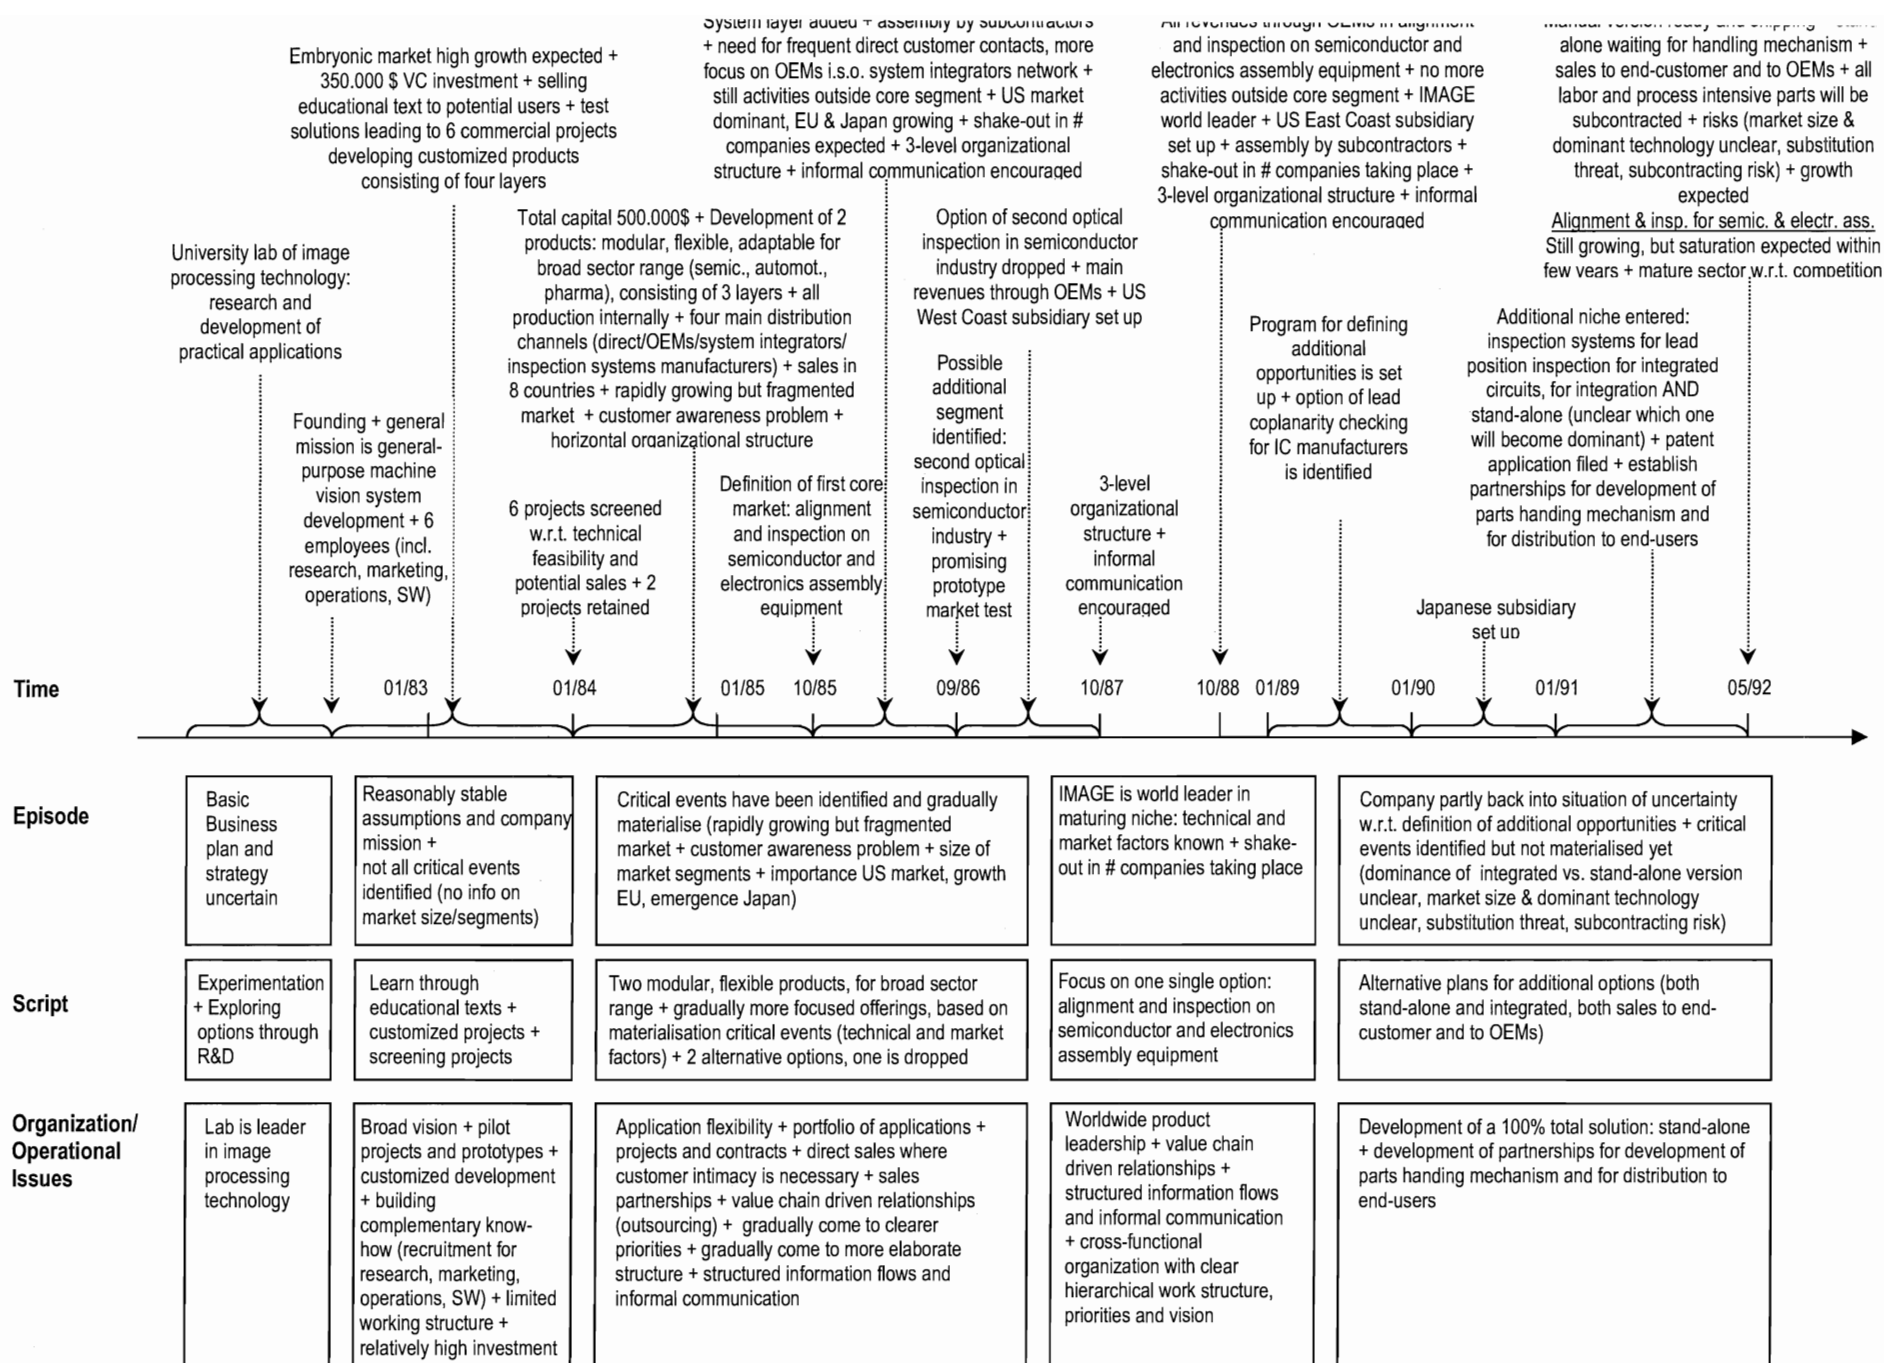 System layer added + assembly by subcontractors
+ need for frequent direct customer contacts, more
focus on OEMs i.s.o. system integrators network +
still activities outside core segment + US market
dominant, EU & Japan growing + shake-out in #
companies expected + 3-level organizational
structure + informal communication encouraged
All revenues through OEMs in alignment
and inspection on semiconductor and
electronics assembly equipment + no more
activities outside core segment + IMAGE
world leader + US East Coast subsidiary
set up + assembly by subcontractors +
shake-out in # companies taking place +
3-level organizational structure + informal
communication encouraged
Manual version ready and shipping
alone waiting for handling mechanism +
sales to end-customer and to OEMs + all
labor and process intensive parts will be
subcontracted + risks (market size &
dominant technology unclear, substitution
threat, subcontracting risk) + growth
expected
Alignment & insp. for semic. & electr. ass.
Still growing, but saturation expected within
few years + mature sector w.r.t. competition
Embryonic market high growth expected +
350.000 $ VC investment + selling
educational text to potential users + test
solutions leading to 6 commercial projects
developing customized products
consisting of four layers
University lab of image
processing technology:
research and
development of
practical applications
Total capital 500.000$ + Development of 2
products: modular, flexible, adaptable for
broad sector range (semic., automot.,
pharma), consisting of 3 layers + all
production internally + four main distribution
channels (direct/OEMs/system integrators/
inspection systems manufacturers) + sales in
8 countries + rapidly growing but fragmented
market + customer awareness problem +
horizontal organizational structure
Option of second optical
inspection in semiconductor
industry dropped + main
revenues through OEMs + US
West Coast subsidiary set up
Founding + general
mission is general-
purpose machine
vision system
development + 6
employees (incl.
research, marketing,
operations, SW)
6 projects screened
w.r.t. technical
feasibility and
potential sales + 2
projects retained
Definition of first core
market: alignment
and inspection on
semiconductor and
electronics assembly
equipment
Possible
additional
segment
identified:
second optical
inspection in
semiconductor
industry +
promising
prototype
market test
3-level
organizational
structure +
informal
communication
encouraged
Program for defining
additional
opportunities is set
up + option of lead
coplanarity checking
for IC manufacturers
is identified
Additional niche entered:
inspection systems for lead
position inspection for integrated
circuits, for integration AND
stand-alone (unclear which one
will become dominant) + patent
application filed + establish
partnerships for development of
parts handing mechanism and
for distribution to end-users
Japanese subsidiary
set up
Time
01/83
01/84
01/85
10/85
09/86
10/87
10/88
01/89
01/90
01/91
05/92
Episode
Basic
Business
plan and
strategy
uncertain
Reasonably stable
assumptions and company
mission +
not all critical events
identified (no info on
market size/segments)
Critical events have been identified and gradually
materialise (rapidly growing but fragmented
market + customer awareness problem + size of
market segments + importance US market, growth
EU, emergence Japan)
IMAGE is world leader in
maturing niche: technical and
market factors known + shake-
out in # companies taking place
Company partly back into situation of uncertainty
w.r.t. definition of additional opportunities + critical
events identified but not materialised yet
(dominance of integrated vs. stand-alone version
unclear, market size & dominant technology
unclear, substitution threat, subcontracting risk)
Script
Experimentation
+ Exploring
options through
R&D
Learn through
educational texts +
customized projects +
screening projects
Two modular, flexible products, for broad sector
range + gradually more focused offerings, based on
materialisation critical events (technical and market
factors) + 2 alternative options, one is dropped
Focus on one single option:
alignment and inspection on
semiconductor and electronics
assembly equipment
Alternative plans for additional options (both
stand-alone and integrated, both sales to end-
customer and to OEMs)
Organization/
Operational
Issues
Lab is leader
in image
processing
technology
Broad vision + pilot
projects and prototypes +
customized development
+ building
complementary know-
how (recruitment for
research, marketing,
operations, SW) + limited
working structure +
relatively high investment
Application flexibility + portfolio of applications +
projects and contracts + direct sales where
customer intimacy is necessary + sales
partnerships + value chain driven relationships
(outsourcing) + gradually come to clearer
priorities + gradually come to more elaborate
structure + structured information flows and
informal communication
Worldwide product
leadership + value chain
driven relationships +
structured information flows
and informal communication
+ cross-functional
organization with clear
hierarchical work structure,
priorities and vision
Development of a 100% total solution: stand-alone
+ development of partnerships for development of
parts handing mechanism and for distribution to
end-users